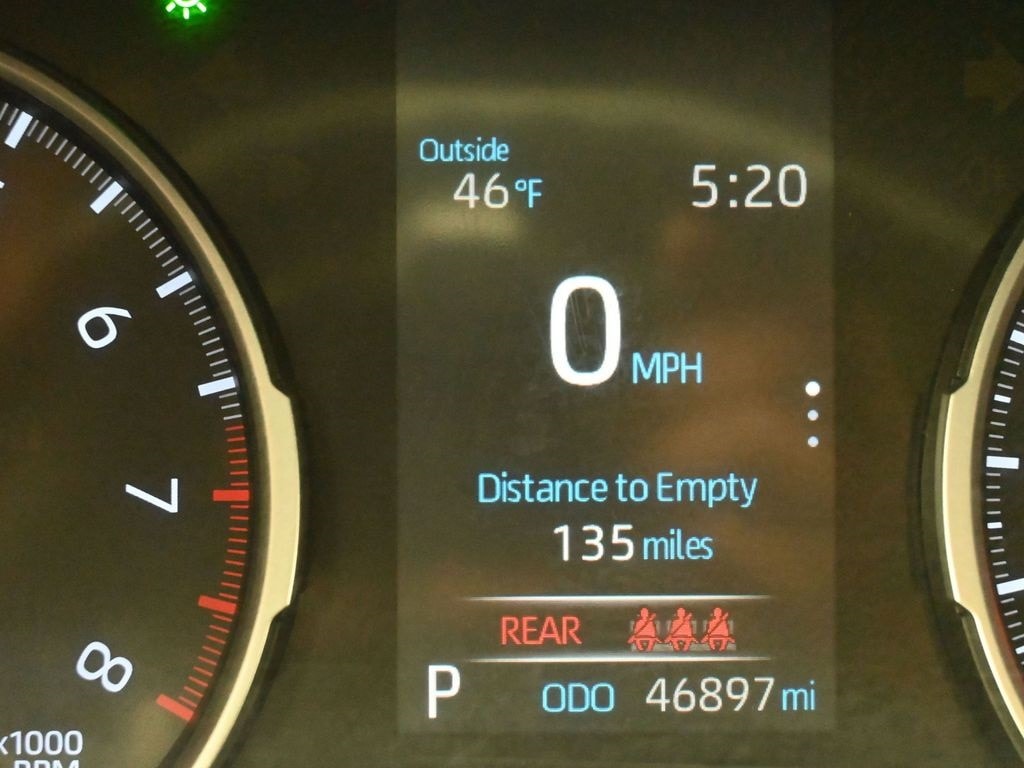 Outside
46°F 5:20
0 MPH
Distance to Empty
135 miles
REAR
P ODO 46897 mi
6
7
8
x1000
RPM